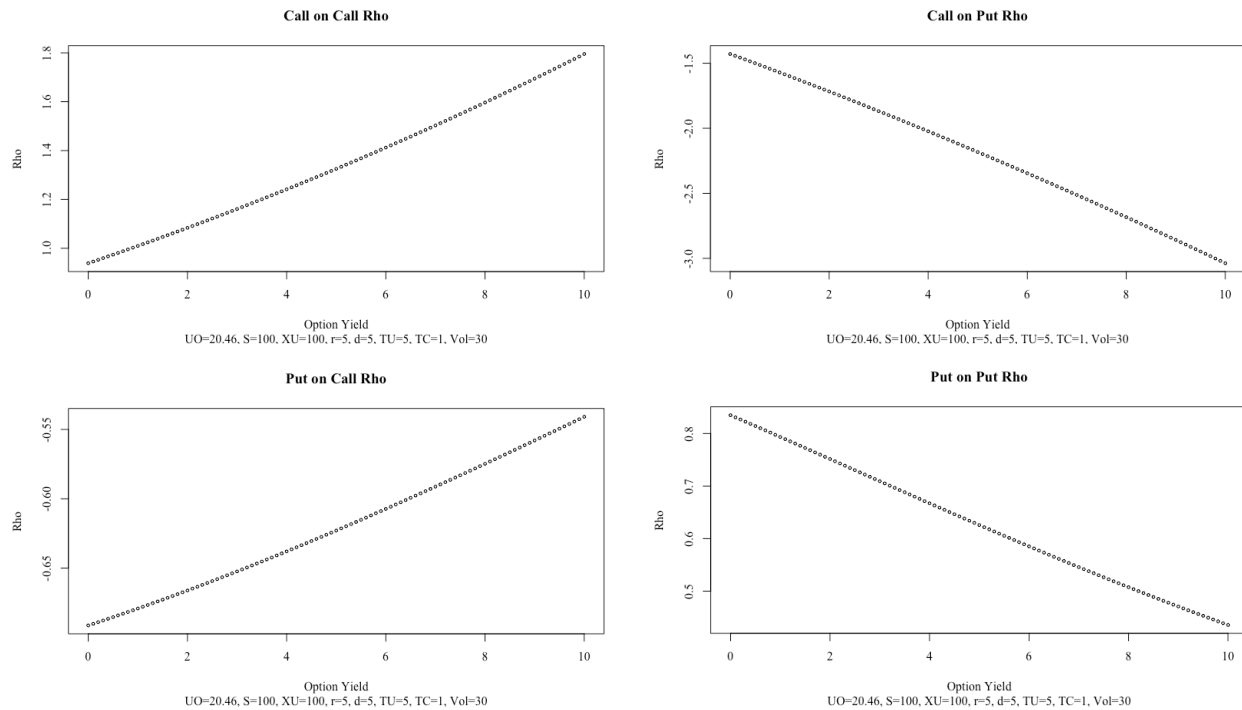 Call on Call Rho
Rho
1.0 1.2 1.4 1.6 1.8
0 2 4 6 8 10
Option Yield
UO=20.46, S=100, XU=100, r=5, d=5, TU=5, TC=1, Vol=30
Call on Put Rho
Rho
-3.0 -2.5 -2.0 -1.5
0 2 4 6 8 10
Option Yield
UO=20.46, S=100, XU=100, r=5, d=5, TU=5, TC=1, Vol=30
Put on Call Rho
Rho
-0.65 -0.60 -0.55
0 2 4 6 8 10
Option Yield
UO=20.46, S=100, XU=100, r=5, d=5, TU=5, TC=1, Vol=30
Put on Put Rho
Rho
0.5 0.6 0.7 0.8
0 2 4 6 8 10
Option Yield
UO=20.46, S=100, XU=100, r=5, d=5, TU=5, TC=1, Vol=30